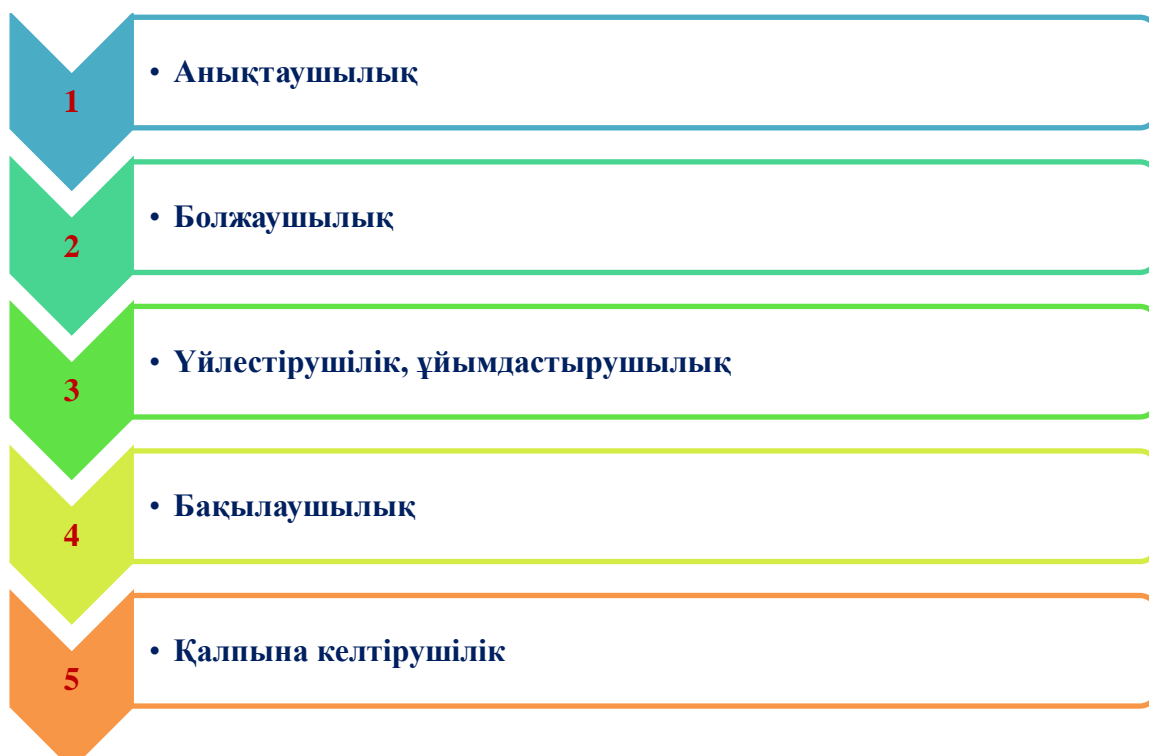 1
• Анықтаушылық
2
• Болжаушылық
3
• Үйлестірушілік, ұйымдастырушылық
4
• Бақылаушылық
5
• Қалпына келтірушілік